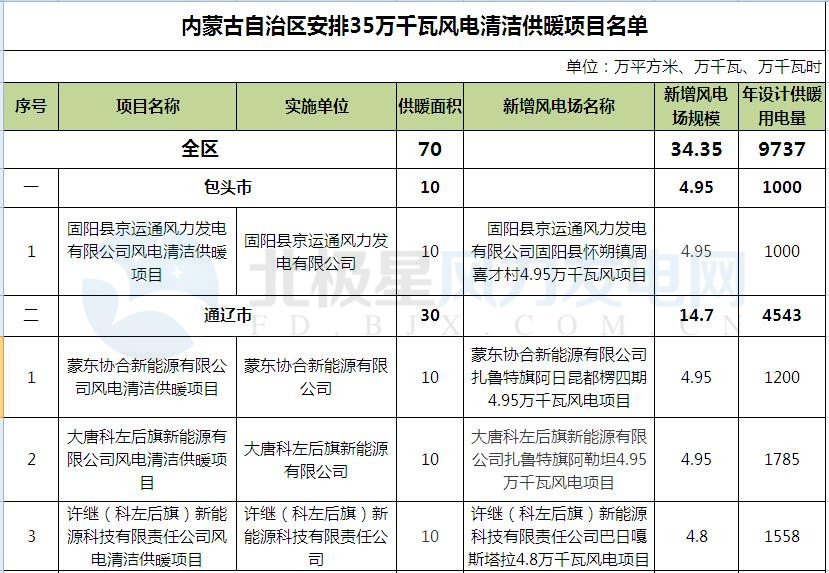 内蒙古自治区安排35万千瓦风电清洁供暖项目名单
单位：万平方米、万千瓦、万千瓦时
序号 项目名称 实施单位 供暖面积 新增风电场名称 新增风电场规模 年设计供暖用电量
全区 70 34.35 9737
一 包头市 10 4.95 1000
1
固阳县京运通风力发电
有限公司风电清洁供暖
项目
固阳县京运通风力发
电有限公司
10
固阳县京运通风力发电
有限公司固阳县怀朔镇周
喜才村4.95万千瓦风项目
4.95
1000
二 通辽市 30 14.7 4543
1
蒙东协合新能源有限公
司风电清洁供暖项目
蒙东协合新能源有限
公司
10
蒙东协合新能源有限公司
扎鲁特旗阿日昆都楞四期
4.95万千瓦风电项目
4.95
1200
2
大唐科左后旗新能源有
限公司风电清洁供暖项
目
大唐科左后旗新能源
有限公司
10
大唐科左后旗新能源有限
公司扎鲁特旗阿勒坦4.95
万千瓦风电项目
4.95
1785
3
许继（科左后旗）新能
源科技有限责任公司风
电清洁供暖项目
许继（科左后旗）新
能源科技有限责任公
司
10
许继（科左后旗）新能源
科技有限责任公司巴日嘎
斯塔拉4.8万千瓦风电项目
4.8
1558
北极星风力发电网
FD.BJX.COM.CN